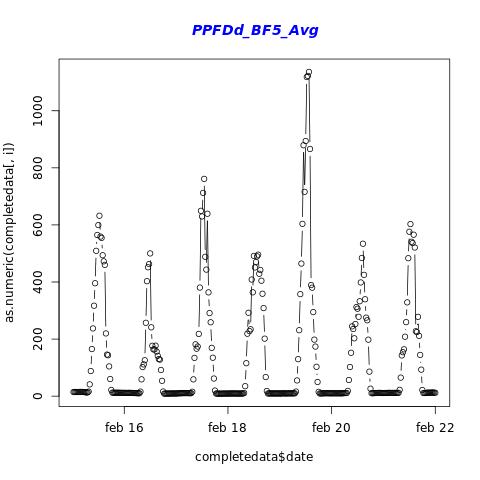 PPFDd_BF5_Avg
as.numeric(completedata[, i])
1000
800
600
400
200
0
feb 16
feb 18
feb 20
feb 22
completedata$date